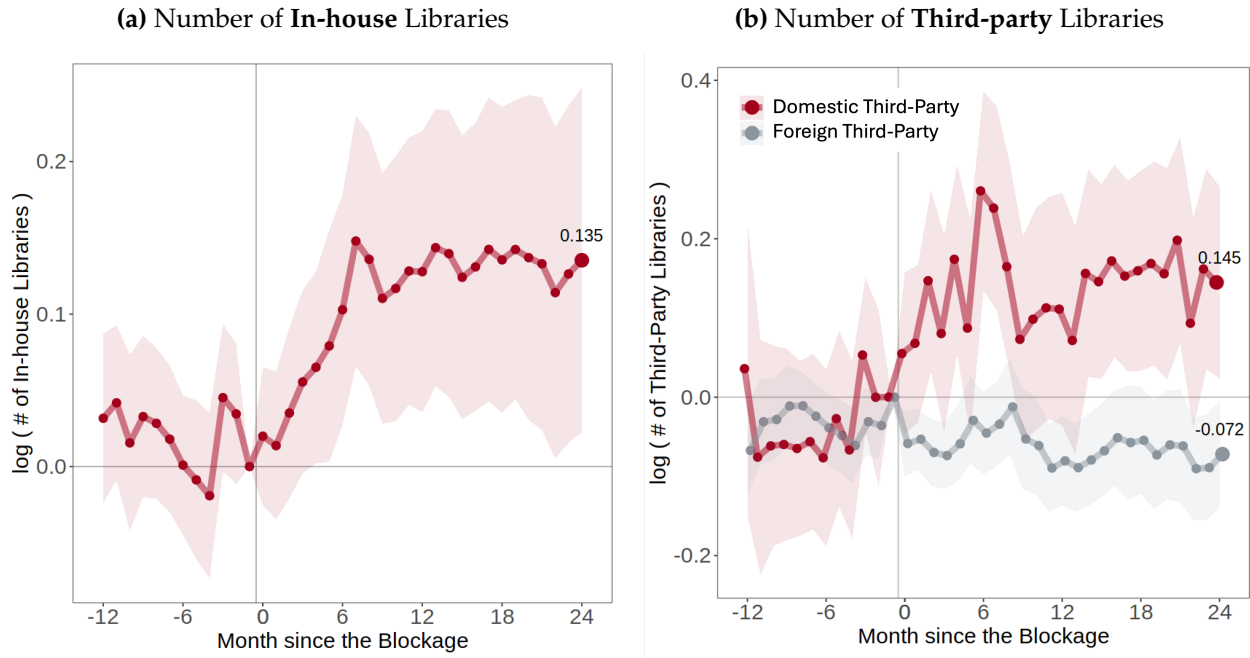 (a) Number of In-house Libraries
log ( # of In-house Libraries )
0.2
0.1
0.0
0.135
-12 -6 0 6 12 18 24
Month since the Blockage
(b) Number of Third-party Libraries
log ( # of Third-Party Libraries )
0.4
0.2
0.0
-0.2
Domestic Third-Party
Foreign Third-Party
0.145
-0.072
-12 -6 0 6 12 18 24
Month since the Blockage